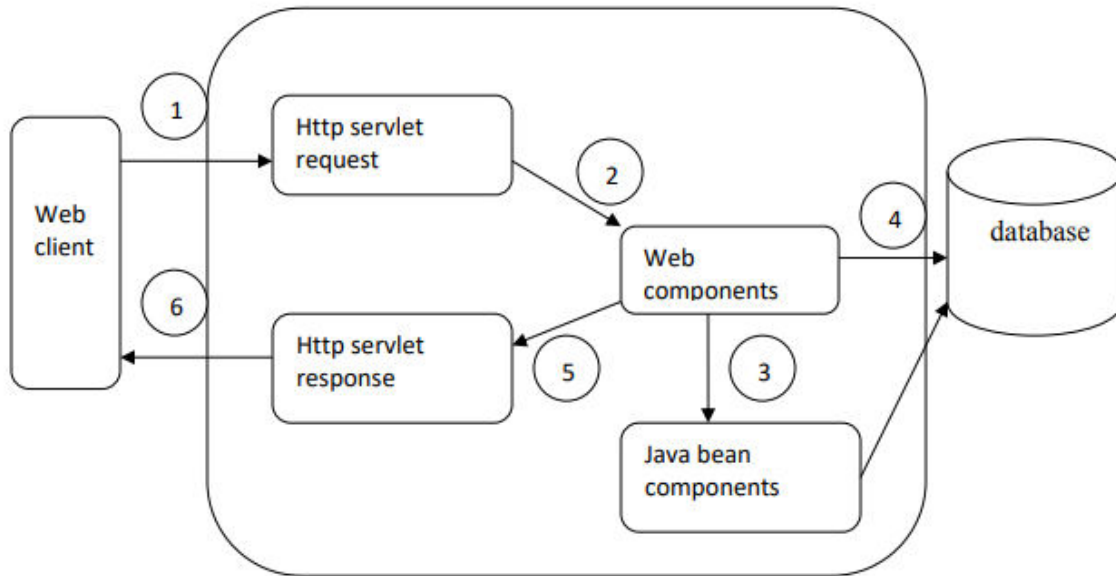 1
Http servlet
request
2
Web
client
4
database
Web
components
6
Http servlet
response
5
3
Java bean
components